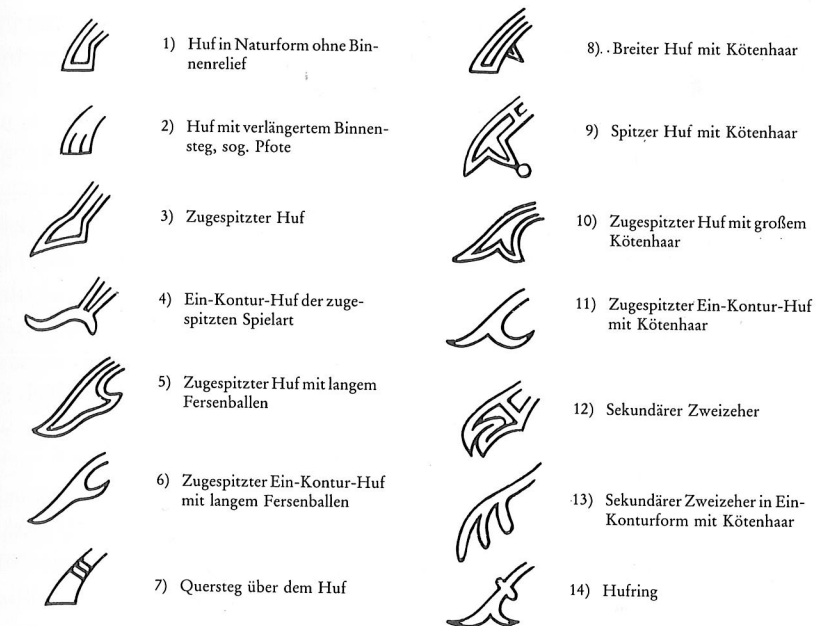 1) Huf in Naturform ohne Bin-
nenrelief
2) Huf mit verlängertem Binnen-
steg, sog. Pfote
3) Zugespitzter Huf
4) Ein-Kontur-Huf der zuge-
spitzten Spielart
5) Zugespitzter Huf mit langem
Fersenballen
6) Zugespitzter Ein-Kontur-Huf
mit langem Fersenballen
7) Quersteg über dem Huf
8). Breiter Huf mit Kötenhaar
9) Spitzer Huf mit Kötenhaar
10) Zugespitzter Huf mit großem
Kötenhaar
11) Zugespitzter Ein-Kontur-Huf
mit Kötenhaar
12) Sekundärer Zweizeher
13) Sekundärer Zweizeher in Ein-
Konturform mit Kötenhaar
14) Hufring